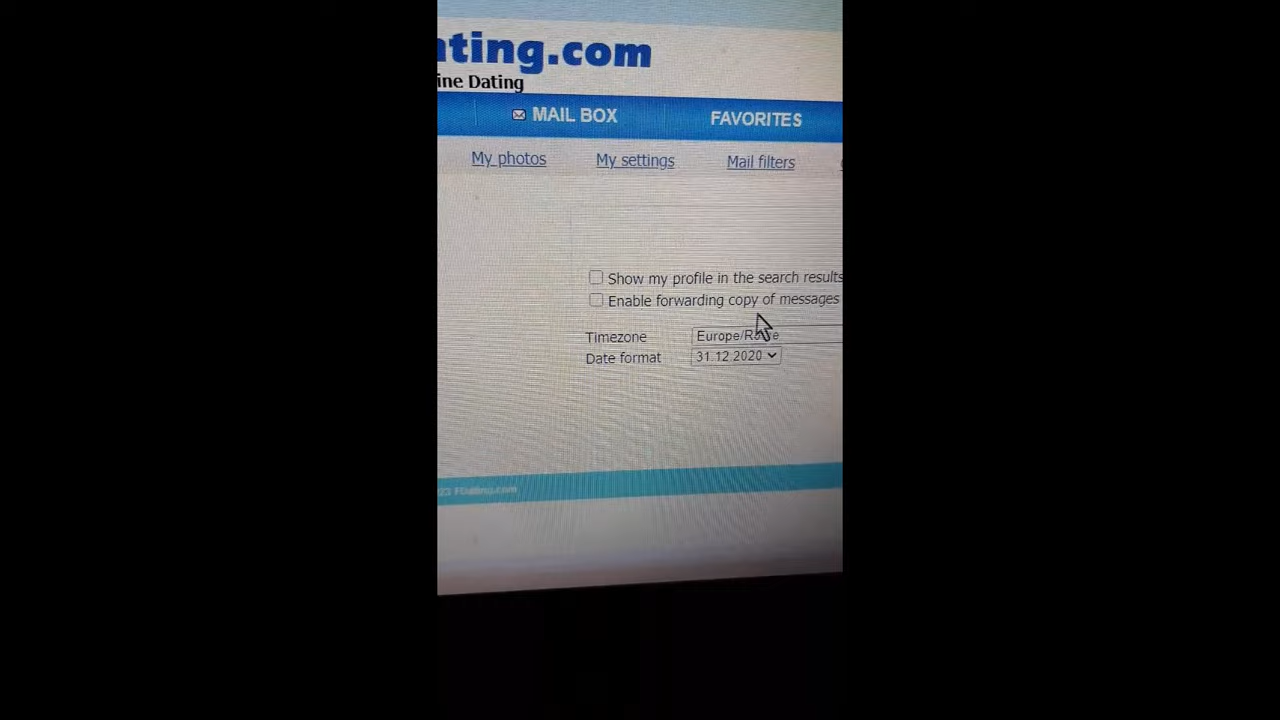 ating.com
ine Dating
MAIL BOX FAVORITES
My photos My settings Mail filters
Show my profile in the search results
Enable forwarding copy of messages
Timezone
Date format 31.12.2020